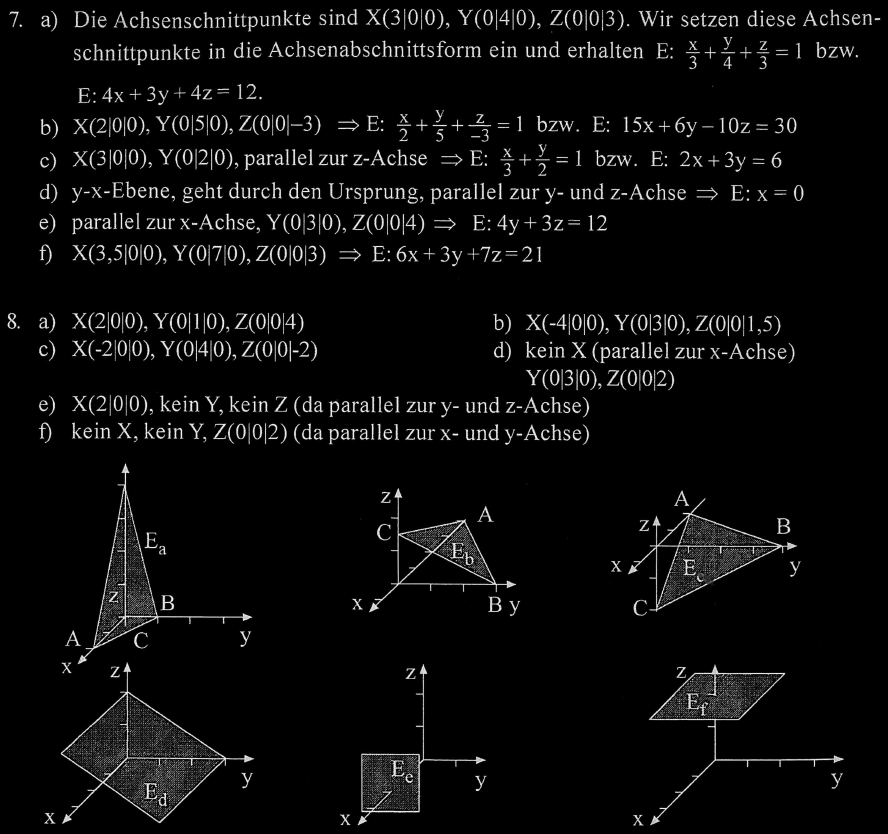 7. a) Die Achsenschnittpunkte sind X(3|0|0), Y(0|4|0), Z(0|0|3). Wir setzen diese Achsen-
schnittpunkte in die Achsenabschnittsform ein und erhalten E: x/3 + y/4 + z/3 = 1 bzw.
E: 4x + 3y + 4z = 12.
b) X(2|0|0), Y(0|5|0), Z(0|0|–3) ⇒ E: x/2 + y/5 + z/–3 = 1 bzw. E: 15x + 6y – 10z = 30
c) X(3|0|0), Y(0|2|0), parallel zur z-Achse ⇒ E: x/3 + y/2 = 1 bzw. E: 2x + 3y = 6
d) y-x-Ebene, geht durch den Ursprung, parallel zur y- und z-Achse ⇒ E: x = 0
e) parallel zur x-Achse, Y(0|3|0), Z(0|0|4) ⇒ E: 4y + 3z = 12
f) X(3,5|0|0), Y(0|7|0), Z(0|0|3) ⇒ E: 6x + 3y +7z = 21
8. a) X(2|0|0), Y(0|1|0), Z(0|0|4) b) X(-4|0|0), Y(0|3|0), Z(0|0|1,5)
c) X(-2|0|0), Y(0|4|0), Z(0|0|-2) d) kein X (parallel zur x-Achse)
Y(0|3|0), Z(0|0|2)
e) X(2|0|0), kein Y, kein Z (da parallel zur y- und z-Achse)
f) kein X, kein Y, Z(0|0|2) (da parallel zur x- und y-Achse)
Ea
z
B
A
C
x
y
z
A
C
Eb
x
B y
A
z
B
x
Ec
y
C
z
y
Ed
x
z
Ee
y
x
z
Ef
y
x